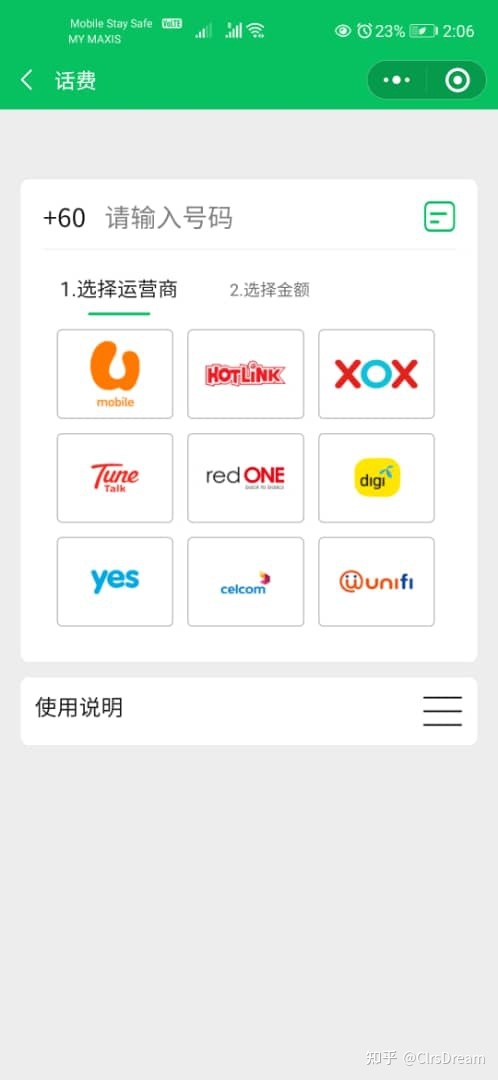 Mobile Stay Safe VoLTE
MY MAXIS
23% 2:06
话费
+60 请输入号码
1.选择运营商 2.选择金额
mobile
HOTLINK
XOX
Tune
Talk
red ONE
digi
yes
celcom
unifi
使用说明
知乎 @ClrsDream